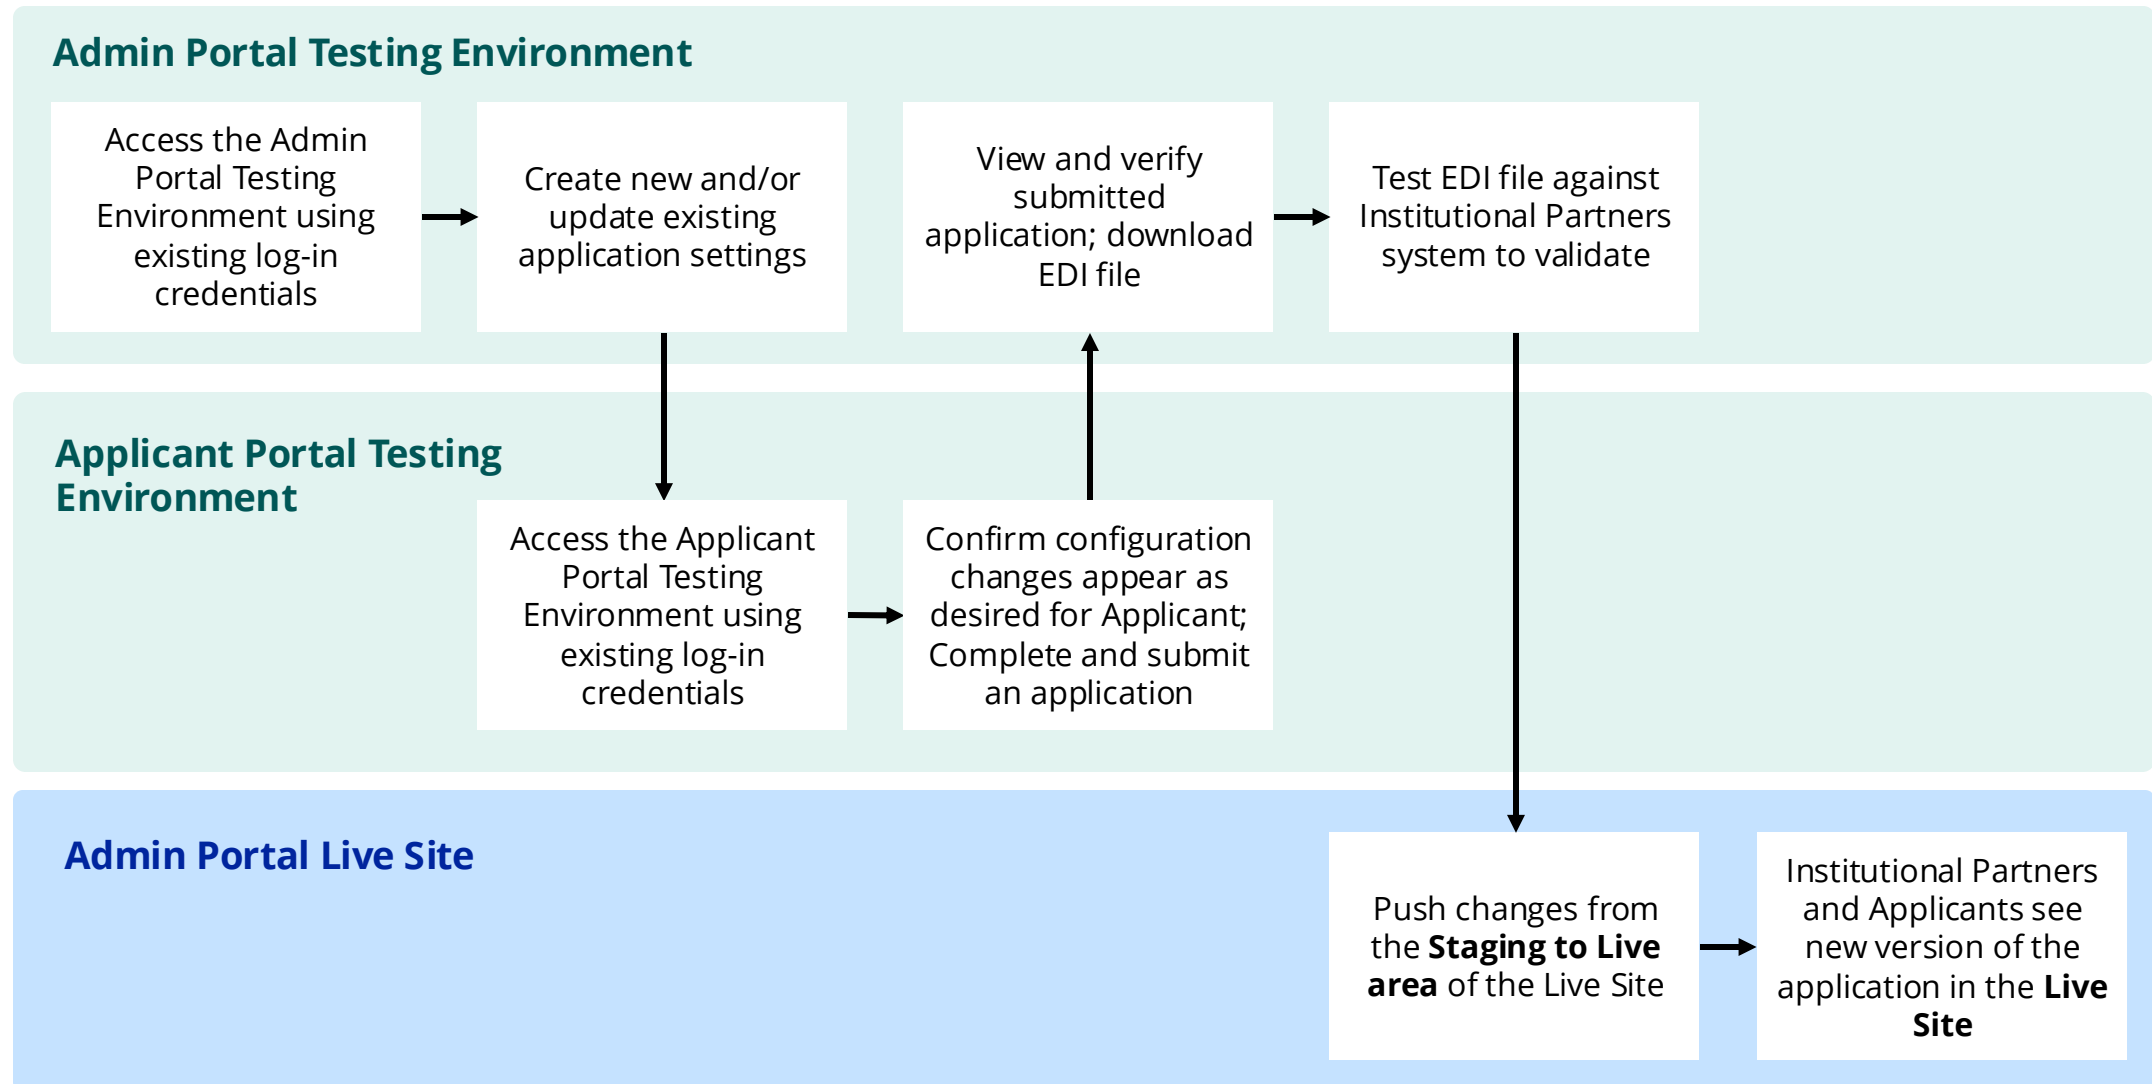 Admin Portal Testing Environment
Access the Admin
Portal Testing
Environment using
existing log-in
credentials
Create new and/or
update existing
application settings
View and verify
submitted
application; download
EDI file
Test EDI file against
Institutional Partners
system to validate
Applicant Portal Testing
Environment
Access the Applicant
Portal Testing
Environment using
existing log-in
credentials
Confirm configuration
changes appear as
desired for Applicant;
Complete and submit
an application
Admin Portal Live Site
Push changes from
the Staging to Live
area of the Live Site
Institutional Partners
and Applicants see
new version of the
application in the Live
Site